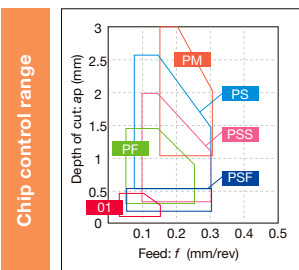 Chip control range
Depth of cut: ap (mm)
3
2.5
2
1.5
1
0.5
0
0.1
0.2
0.3
0.4
0.5
Feed: f (mm/rev)
PM
PS
PSS
PF
PSF
01